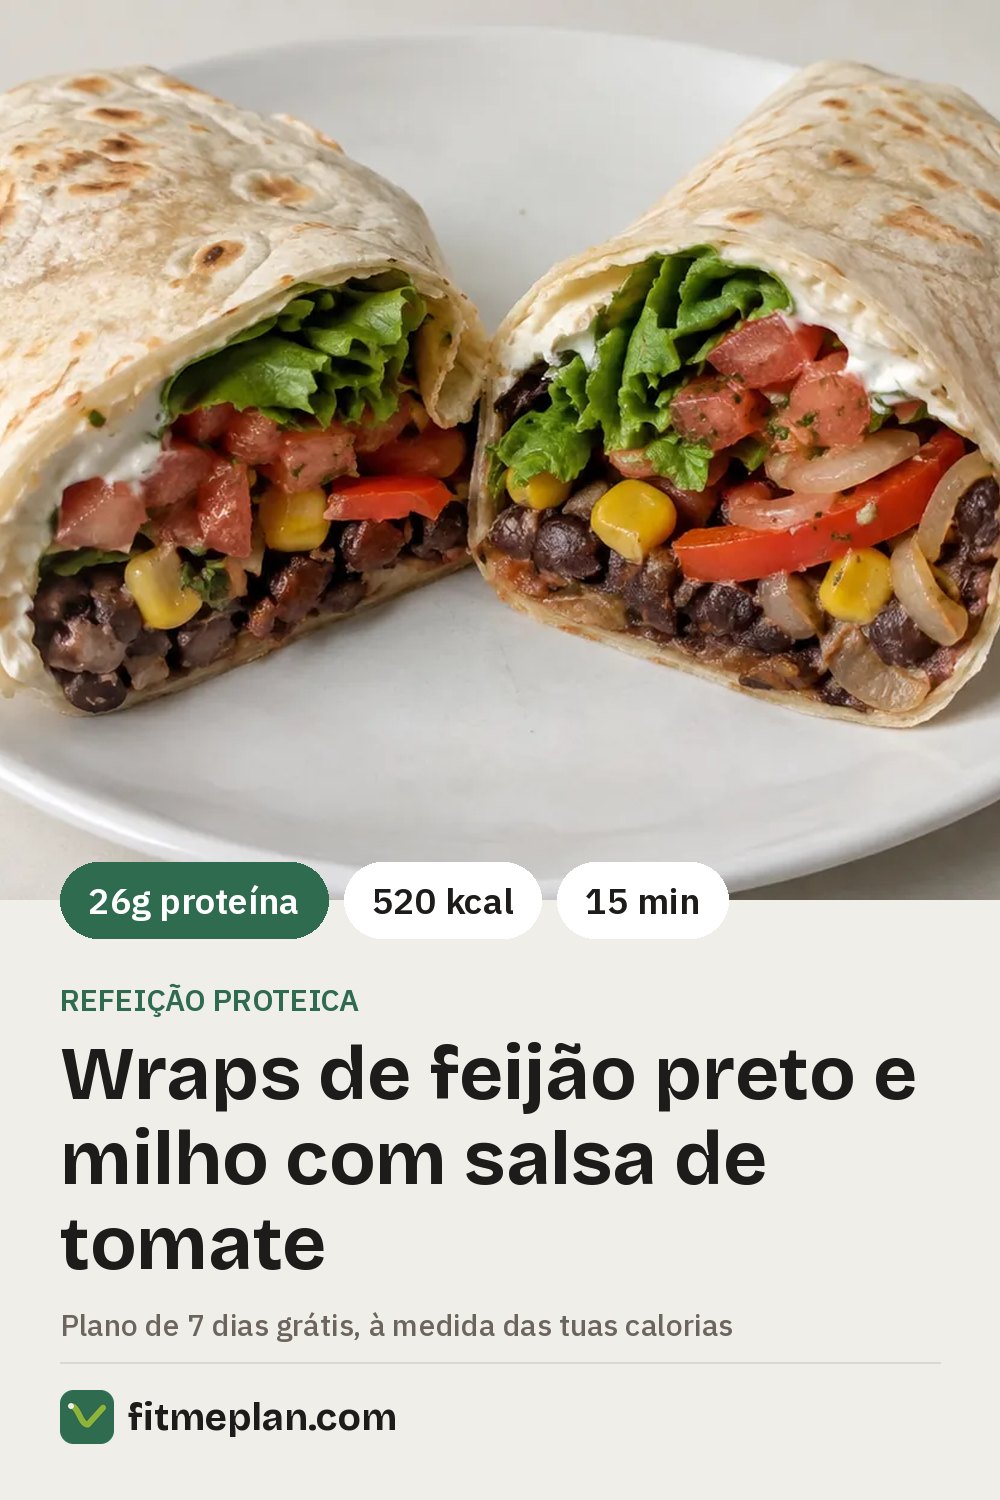 26g proteína
520 kcal
15 min
REFEIÇÃO PROTEICA
Wraps de feijão preto e
milho com salsa de
tomate
Plano de 7 dias grátis, à medida das tuas calorias
fitmeplan.com